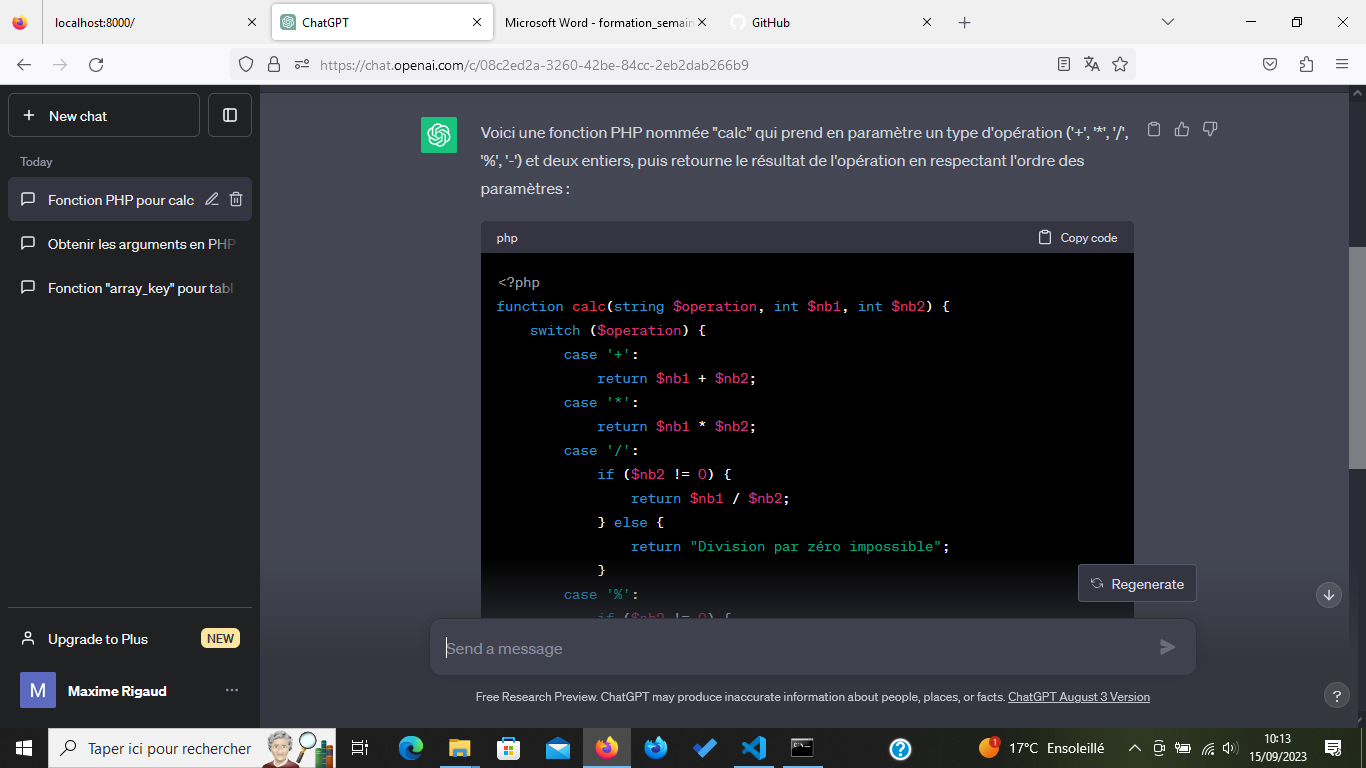 localhost:8000/
ChatGPT
Microsoft Word - formation_semain
GitHub
https://chat.openai.com/c/08c2ed2a-3260-42be-84cc-2eb2dab266b9
New chat
Today
Fonction PHP pour calc
Obtenir les arguments en PHP
Fonction "array_key" pour tabl
Upgrade to Plus
NEW
M
Maxime Rigaud
Voici une fonction PHP nommée "calc" qui prend en paramètre un type d'opération ('+', '*', '/',
'%', '-') et deux entiers, puis retourne le résultat de l'opération en respectant l'ordre des
paramètres :
php
Copy code
<?php
function calc(string $operation, int $nb1, int $nb2) {
    switch ($operation) {
        case '+':
            return $nb1 + $nb2;
        case '*':
            return $nb1 * $nb2;
        case '/':
            if ($nb2 != 0) {
                return $nb1 / $nb2;
            } else {
                return "Division par zéro impossible";
            }
        case '%':
            if ($nb2 != 0) {
Regenerate
Send a message
Free Research Preview. ChatGPT may produce inaccurate information about people, places, or facts. ChatGPT August 3 Version
?
Taper ici pour rechercher
1
17°C Ensoleillé
10:13
15/09/2023